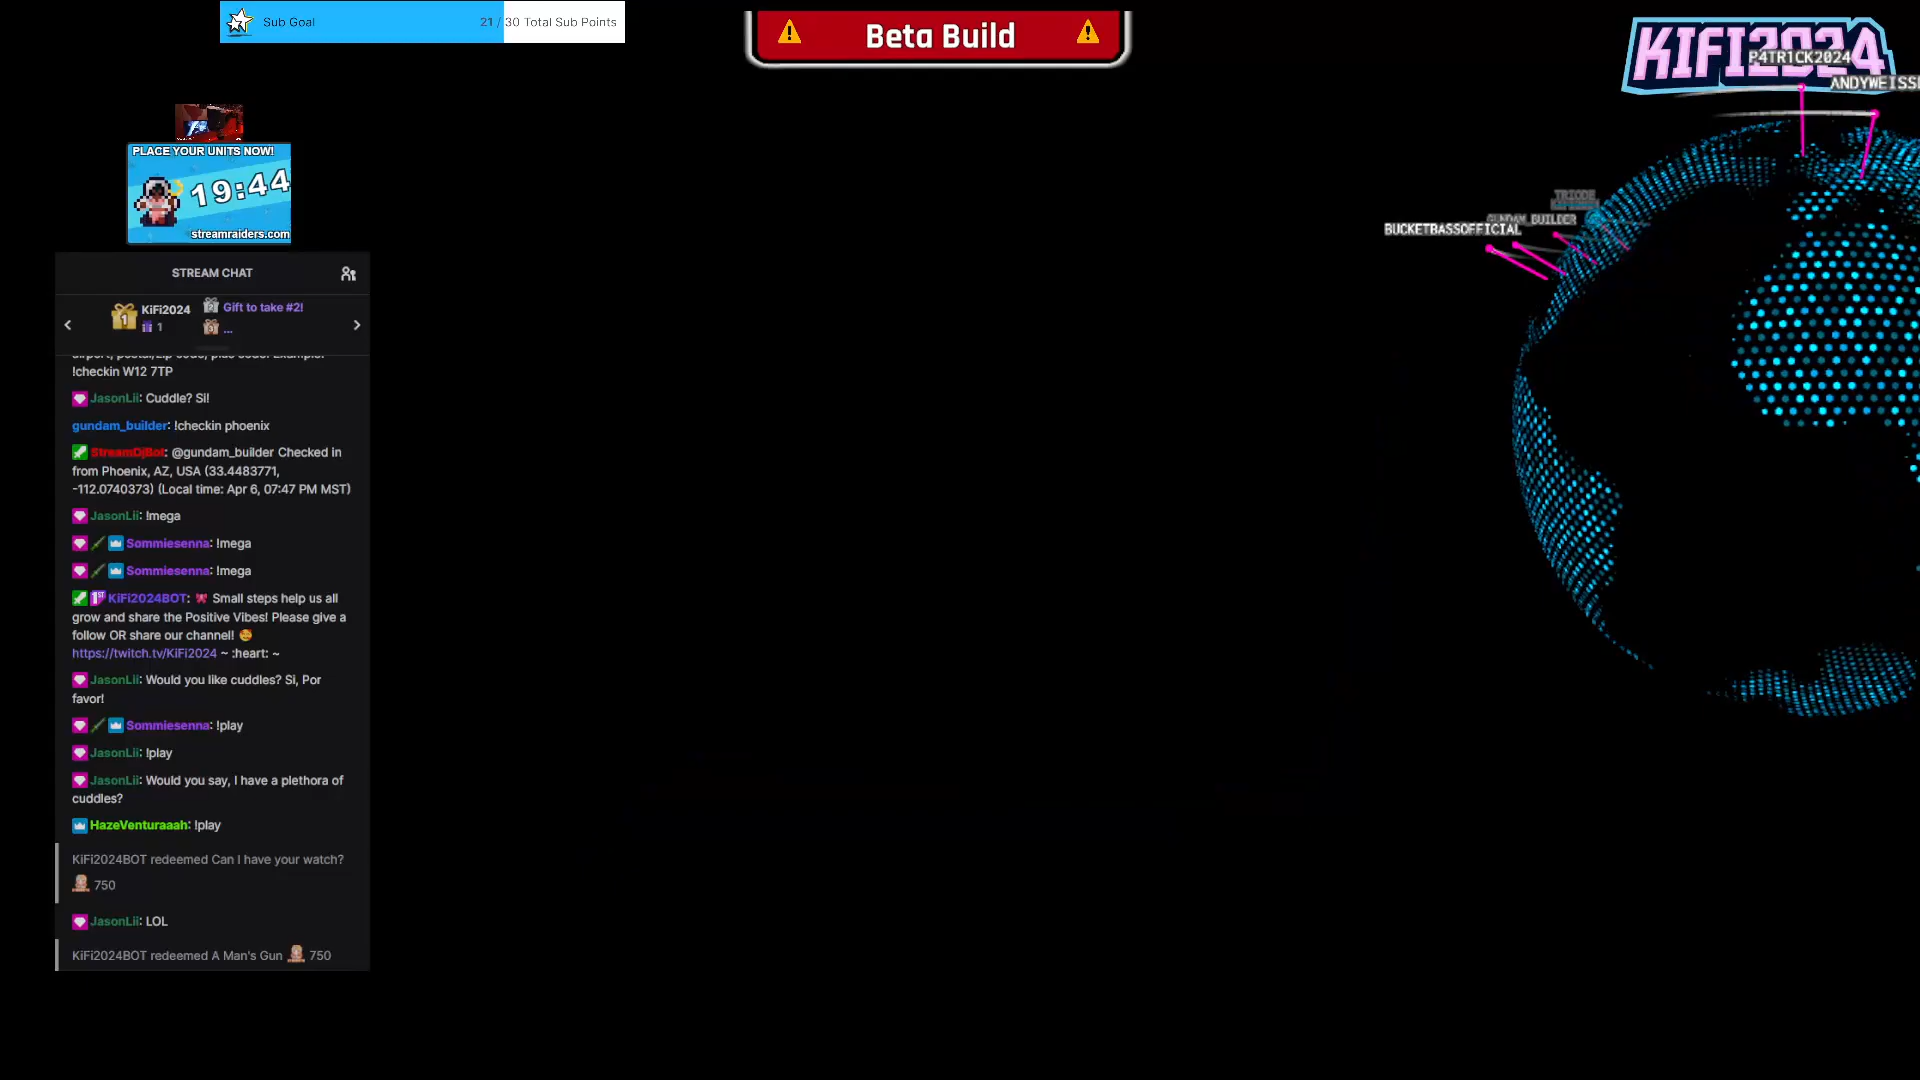 Sub Goal
21 / 30 Total Sub Points
Beta Build
KIFI2024
P4TR1CK2024
PLACE YOUR UNITS NOW!
19:44
streamraiders.com
TRIODE
GUNDAM_BUILDER
BUCKETBASSOFFICIAL
STREAM CHAT
1
KiFi2024
1
Gift to take #2!
...
!checkin W12 7TP
JasonLii: Cuddle? Si!
gundam_builder: !checkin phoenix
StreamDjBot: @gundam_builder Checked in
from Phoenix, AZ, USA (33.4483771,
-112.0740373) (Local time: Apr 6, 07:47 PM MST)
JasonLii: !mega
Sommiesenna: !mega
Sommiesenna: !mega
KiFi2024BOT: 🎀 Small steps help us all
grow and share the Positive Vibes! Please give a
follow OR share our channel! 🥰
https://twitch.tv/KiFi2024 ~ :heart: ~
JasonLii: Would you like cuddles? Si, Por
favor!
Sommiesenna: !play
JasonLii: !play
JasonLii: Would you say, I have a plethora of
cuddles?
HazeVenturaaah: !play
KiFi2024BOT redeemed Can I have your watch?
750
JasonLii: LOL
KiFi2024BOT redeemed A Man's Gun 750